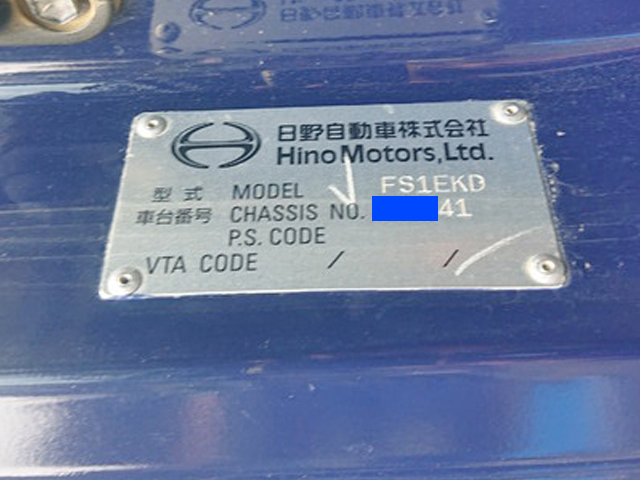 日野自動車株式会社
Hino Motors, Ltd.
型式 MODEL FS1EKD
車台番号 CHASSIS NO. 41
P.S. CODE
VTA CODE / /